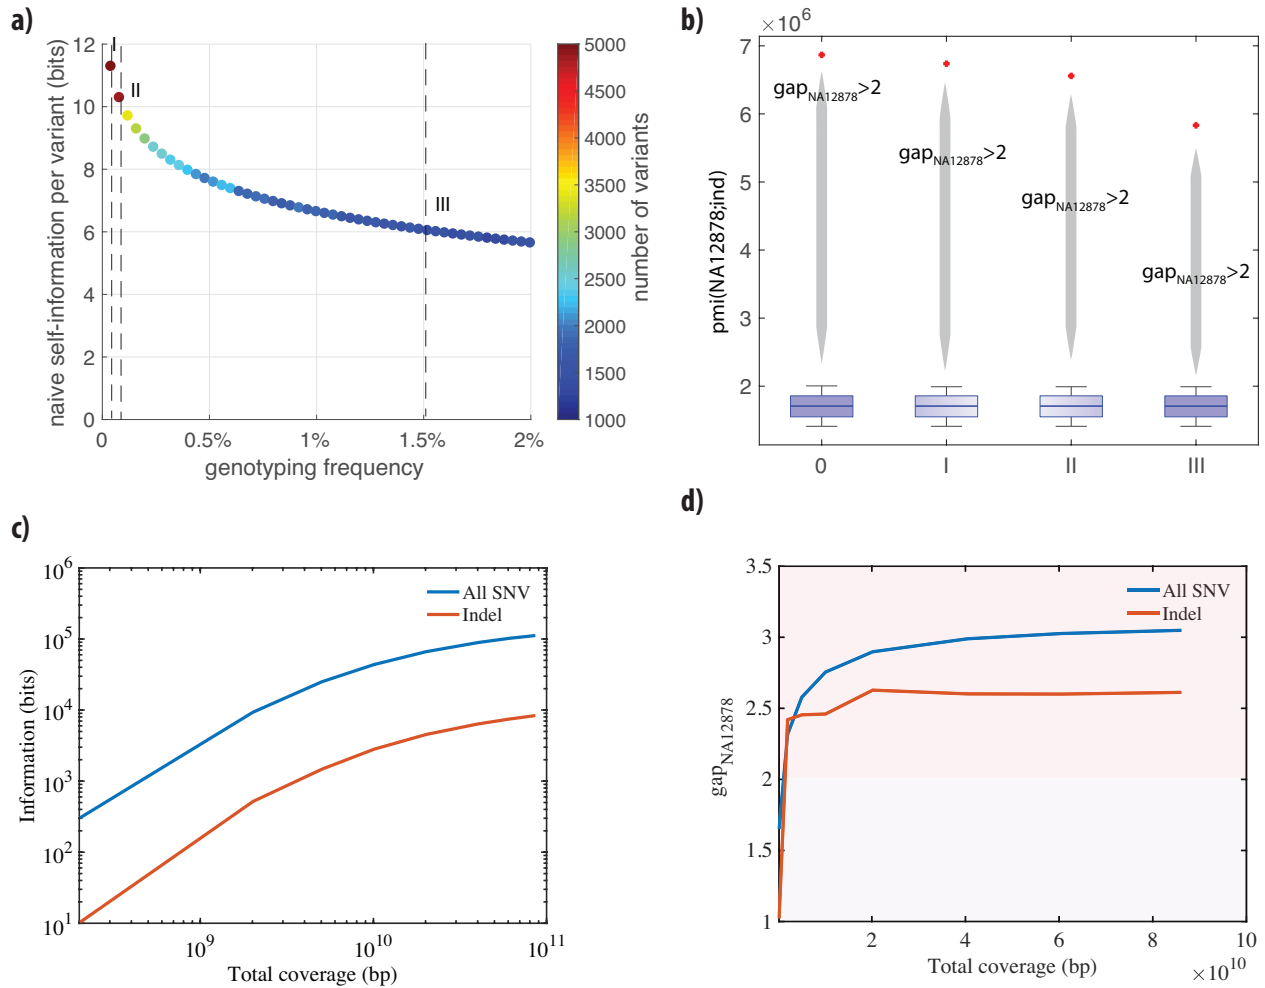 a)
I
II
III
12
10
8
6
4
2
0
0
0.5%
1%
1.5%
2%
genotyping frequency
naive self-information per variant (bits)
5000
4500
4000
3500
3000
2500
2000
1500
1000
number of variants
b)
×10^6
7
6
5
4
3
2
pmi(NA12878;ind)
gap_NA12878>2
gap_NA12878>2
gap_NA12878>2
gap_NA12878>2
0
I
II
III
c)
10^6
10^5
10^4
10^3
10^2
10^1
Information (bits)
All SNV
Indel
10^9
10^10
10^11
Total coverage (bp)
d)
3.5
3
2.5
2
1.5
1
gap_NA12878
All SNV
Indel
2
4
6
8
10
Total coverage (bp)
×10^10